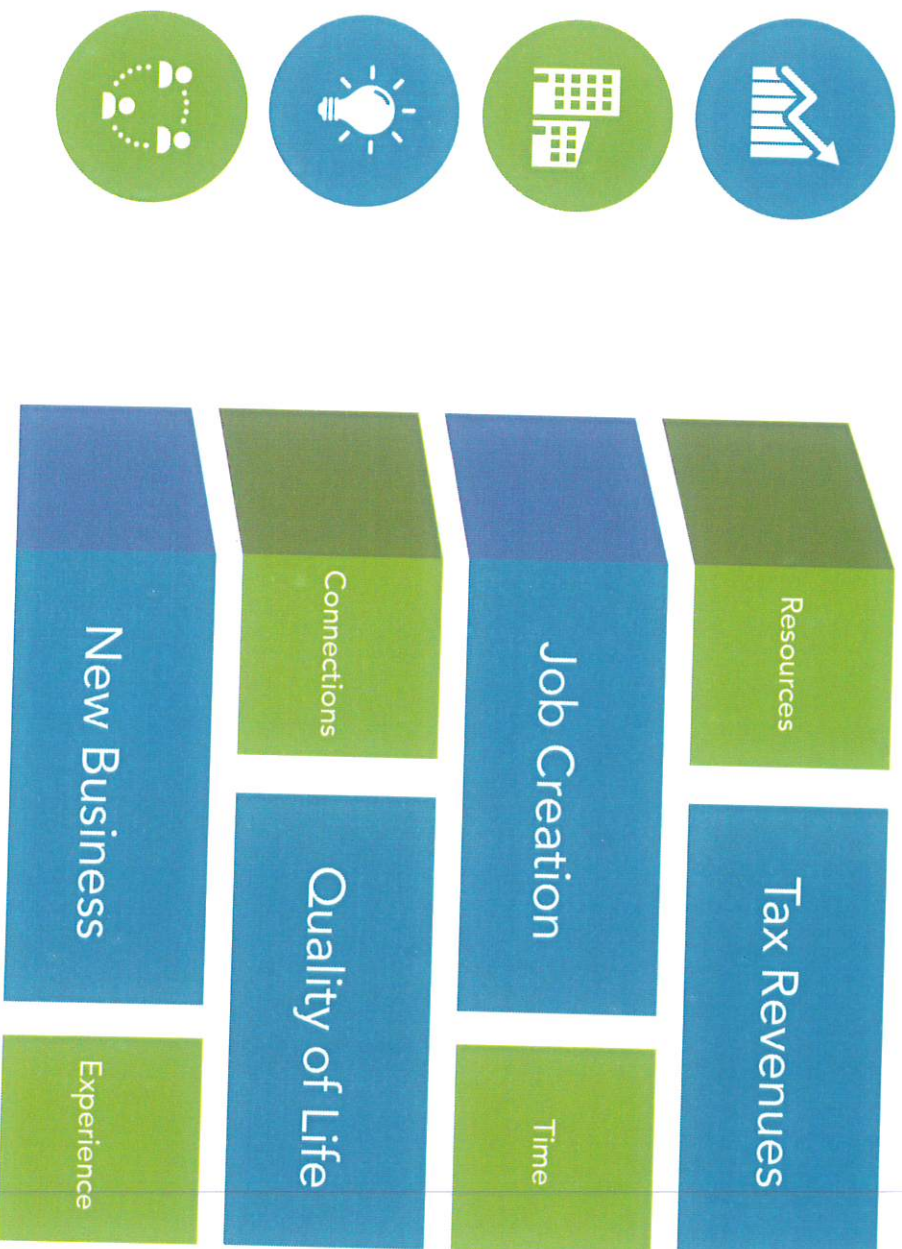 Resources
Tax Revenues
Job Creation
Time
Connections
Quality of Life
New Business
Experience